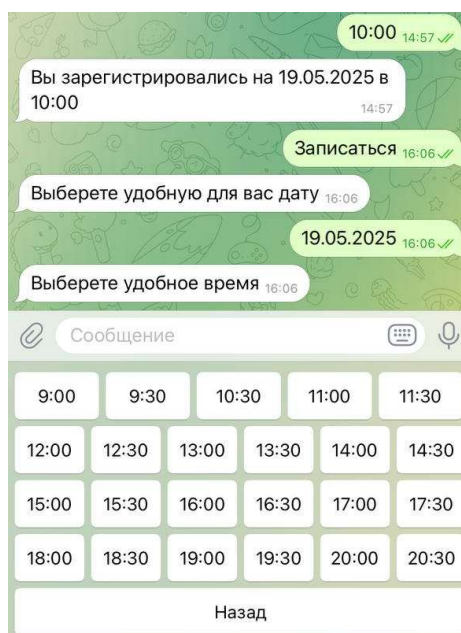 10:00 14:57
Вы зарегистрировались на 19.05.2025 в
10:00 14:57
Записаться 16:06
Выберете удобную для вас дату 16:06
19.05.2025 16:06
Выберете удобное время 16:06
Сообщение
9:00 9:30 10:30 11:00 11:30
12:00 12:30 13:00 13:30 14:00 14:30
15:00 15:30 16:00 16:30 17:00 17:30
18:00 18:30 19:00 19:30 20:00 20:30
Назад